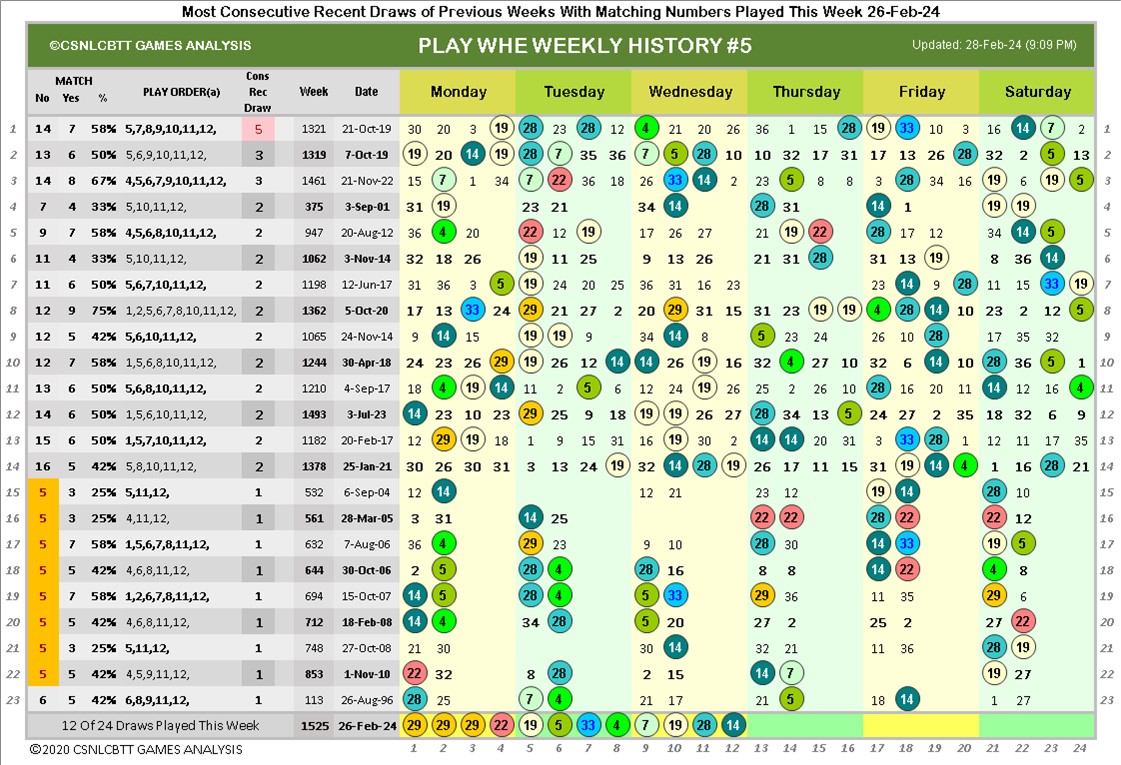 Most Consecutive Recent Draws of Previous Weeks With Matching Numbers Played This Week 26-Feb-24
©CSNLCBTT GAMES ANALYSIS PLAY WHE WEEKLY HISTORY #5 Updated: 28-Feb-24 (9:09 PM)
No MATCH Yes % PLAY ORDER(a) Cons Rec Draw Week Date Monday Tuesday Wednesday Thursday Friday Saturday
1 14 7 58% 5,7,8,9,10,11,12, 5 1321 21-Oct-19 30 20 3 19 28 23 28 12 4 21 20 26 36 1 15 28 19 33 10 3 16 14 7 2 1
2 13 6 50% 5,6,9,10,11,12, 3 1319 7-Oct-19 19 20 14 19 28 7 35 36 7 5 28 10 10 32 17 31 17 13 26 28 32 2 5 13 2
3 14 8 67% 4,5,6,7,9,10,11,12, 3 1461 21-Nov-22 15 7 1 34 7 22 36 18 26 33 14 2 23 5 8 8 3 28 34 16 19 6 19 5 3
4 7 4 33% 5,10,11,12, 2 375 3-Sep-01 31 19 23 21 34 14 28 31 14 1 19 19 4
5 9 7 58% 4,5,6,8,10,11,12, 2 947 20-Aug-12 36 4 20 22 12 19 17 26 27 21 19 22 28 17 12 34 14 5 5
6 11 4 33% 5,10,11,12, 2 1062 3-Nov-14 32 18 26 19 11 25 9 13 26 21 31 28 31 13 19 8 36 14 6
7 11 6 50% 5,6,7,10,11,12, 2 1198 12-Jun-17 31 36 3 5 19 24 20 25 36 31 16 23 23 14 9 28 21 15 33 19 7
8 12 9 75% 1,2,5,6,7,8,10,11,12, 2 1362 5-Oct-20 17 13 33 24 29 21 27 2 20 29 31 15 31 23 19 19 4 28 14 10 23 2 12 5 8
9 12 5 42% 5,6,10,11,12, 2 1065 24-Nov-14 9 14 15 19 19 9 34 14 8 5 23 24 26 10 28 17 35 32 9
10 12 7 58% 1,5,6,8,10,11,12, 2 1244 30-Apr-18 24 23 26 29 19 26 12 14 14 26 19 16 32 4 27 10 32 6 14 10 28 36 5 1 10
11 13 6 50% 5,6,8,10,11,12, 2 1210 4-Sep-17 18 4 19 14 11 2 5 6 12 24 19 26 25 2 26 10 28 16 20 11 14 12 16 4 11
12 14 6 50% 1,5,6,10,11,12, 2 1493 3-Jul-23 14 23 10 23 29 25 9 18 19 19 26 27 28 34 13 5 24 27 2 35 18 32 6 9 12
13 15 6 50% 1,5,7,10,11,12, 2 1182 20-Feb-17 12 29 19 18 1 9 15 31 16 19 30 2 14 14 20 31 3 33 28 1 12 11 17 35 13
14 16 5 42% 5,8,10,11,12, 2 1378 25-Jan-21 30 26 30 31 3 13 24 19 32 14 28 19 26 17 11 15 31 19 14 4 1 16 28 21 14
15 5 3 25% 5,11,12, 1 532 6-Sep-04 12 14 12 21 23 12 19 14 28 10 15
16 5 3 25% 4,11,12, 1 561 28-Mar-05 3 31 14 25 22 22 28 22 22 12 16
17 5 7 58% 1,5,6,7,8,11,12, 1 632 7-Aug-06 36 4 29 23 9 10 28 30 14 33 19 5 17
18 5 5 42% 4,6,8,11,12, 1 644 30-Oct-06 2 5 28 4 28 16 8 8 14 22 4 8 18
19 5 7 58% 1,2,6,7,8,11,12, 1 694 15-Oct-07 14 5 28 4 5 33 29 36 11 35 29 6 19
20 5 5 42% 4,6,8,11,12, 1 712 18-Feb-08 14 4 34 28 5 20 27 2 25 2 27 22 20
21 5 3 25% 5,11,12, 1 748 27-Oct-08 21 30 30 14 32 21 11 36 28 19 21
22 5 5 42% 4,5,9,11,12, 1 853 1-Nov-10 22 32 8 28 2 15 14 7 19 27 22
23 6 5 42% 6,8,9,11,12, 1 113 26-Aug-96 28 25 7 4 21 17 21 5 18 14 1 27 23
12 Of 24 Draws Played This Week 1525 26-Feb-24 29 29 29 22 19 5 33 4 7 19 28 14
©2020 CSNLCBTT GAMES ANALYSIS 1 2 3 4 5 6 7 8 9 10 11 12 13 14 15 16 17 18 19 20 21 22 23 24